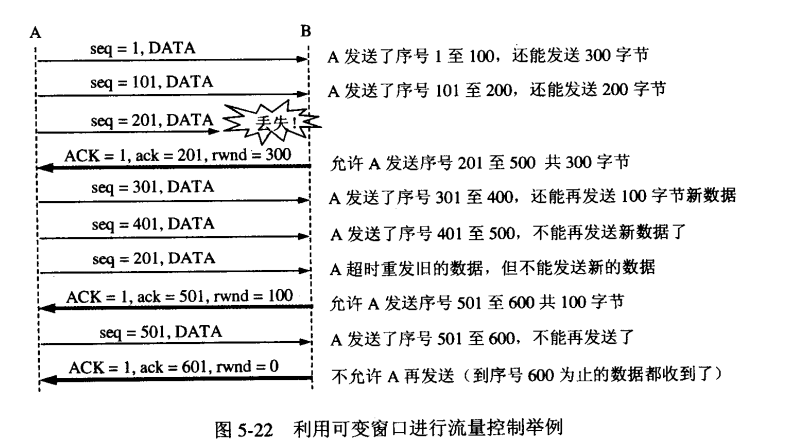 A B
seq = 1, DATA A 发送了序号 1 至 100，还能发送 300 字节
seq = 101, DATA A 发送了序号 101 至 200，还能发送 200 字节
seq = 201, DATA 丢失！
ACK = 1, ack = 201, rwnd = 300 允许 A 发送序号 201 至 500 共 300 字节
seq = 301, DATA A 发送了序号 301 至 400，还能再发送 100 字节新数据
seq = 401, DATA A 发送了序号 401 至 500，不能再发送新数据了
seq = 201, DATA A 超时重发旧的数据，但不能发送新的数据
ACK = 1, ack = 501, rwnd = 100 允许 A 发送序号 501 至 600 共 100 字节
seq = 501, DATA A 发送了序号 501 至 600，不能再发送了
ACK = 1, ack = 601, rwnd = 0 不允许 A 再发送（到序号 600 为止的数据都收到了）
图 5-22 利用可变窗口进行流量控制举例